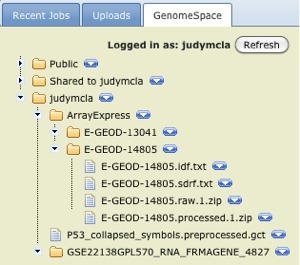 Recent Jobs Uploads GenomeSpace
Logged in as: judymcla Refresh
Public
Shared to judymcla
judymcla
ArrayExpress
E-GEOD-13041
E-GEOD-14805
E-GEOD-14805.idf.txt
E-GEOD-14805.sdrf.txt
E-GEOD-14805.raw.1.zip
E-GEOD-14805.processed.1.zip
P53_collapsed_symbols.preprocessed.gct
GSE22138GPL570_RNA_FRMAGENE_4827